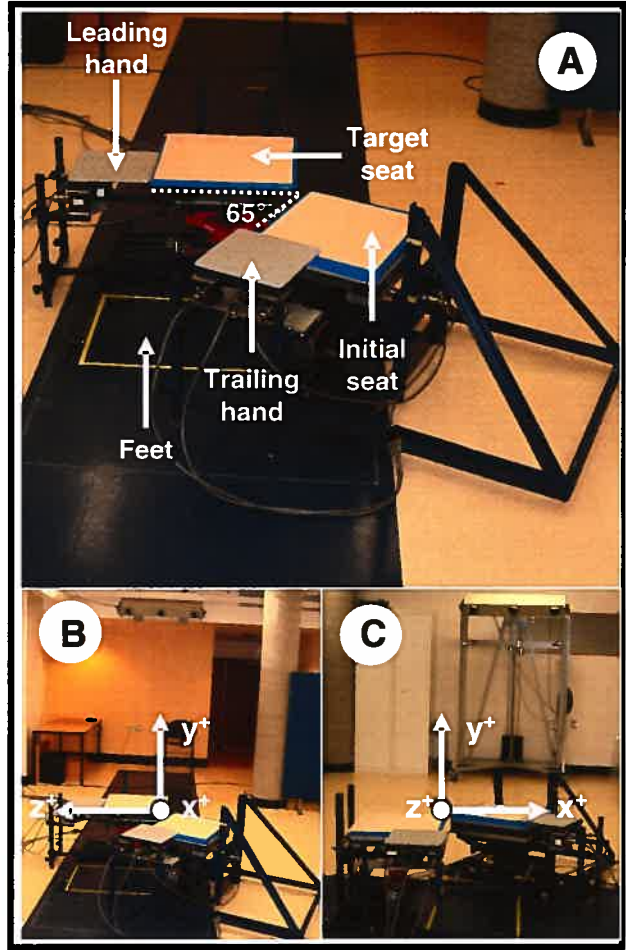 Leading
hand
A
Target
seat
65°
Initial
seat
Trailing
hand
Feet
B
y⁺
z⁺
x⁺
C
y⁺
z⁺
x⁺